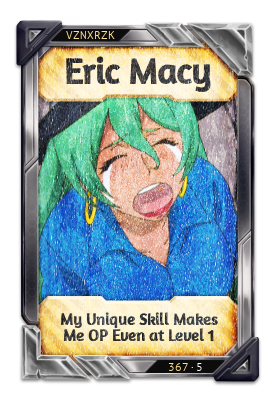 VZNXRZK
Eric Macy
My Unique Skill Makes
Me OP Even at Level 1
367·5